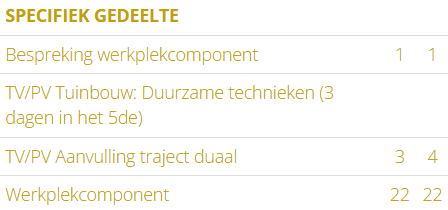 SPECIFIEK GEDEELTE
Bespreking werkplekcomponent 1 1
TV/PV Tuinbouw: Duurzame technieken (3
dagen in het 5de)
TV/PV Aanvulling traject duaal 3 4
Werkplekcomponent 22 22